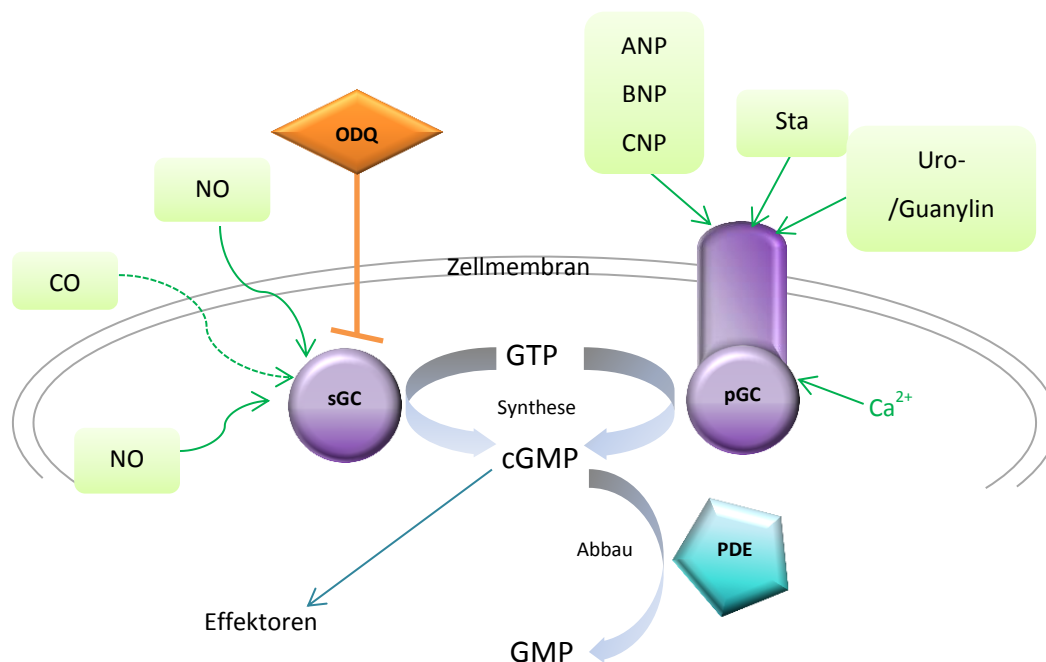 ANP
BNP
CNP
Sta
Uro-
/Guanylin
ODQ
NO
CO
Zellmembran
GTP
sGC
Synthese
pGC
Ca²⁺
NO
cGMP
Abbau
PDE
Effektoren
GMP